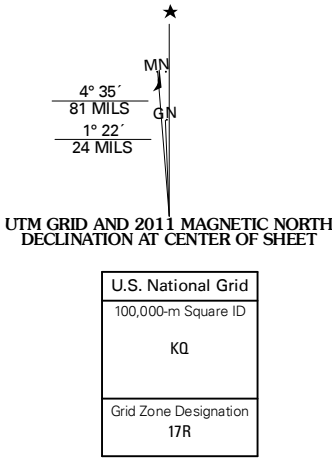 MN
4° 35´
81 MILS
GN
1° 22´
24 MILS
UTM GRID AND 2011 MAGNETIC NORTH
DECLINATION AT CENTER OF SHEET
U.S. National Grid
100,000-m Square ID
KQ
Grid Zone Designation
17R